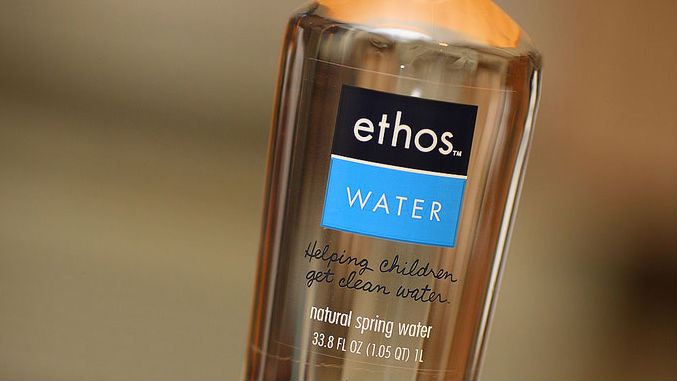 ethos™
WATER
Helping children
get clean water.
natural spring water
33.8 FL OZ (1.05 QT) 1L